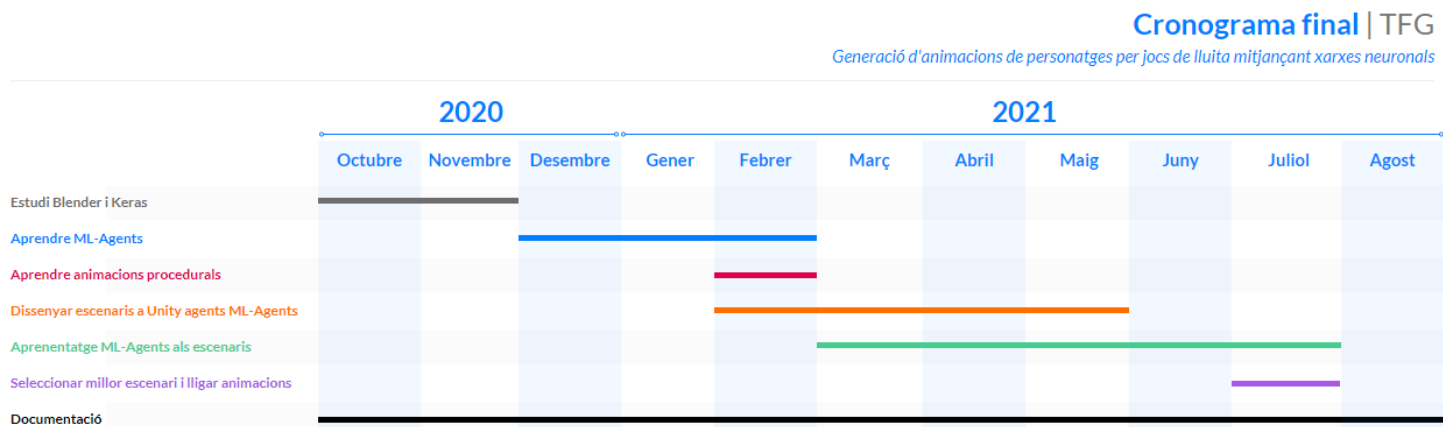 Cronograma final | TFG
Generació d'animacions de personatges per jocs de lluita mitjançant xarxes neuronals
2020 2021
Octubre Novembre Desembre Gener Febrer Març Abril Maig Juny Juliol Agost
Estudi Blender i Keras
Aprendre ML-Agents
Aprendre animacions procedurals
Dissenyar escenaris a Unity agents ML-Agents
Aprenentatge ML-Agents als escenaris
Seleccionar millor escenari i lligar animacions
Documentació